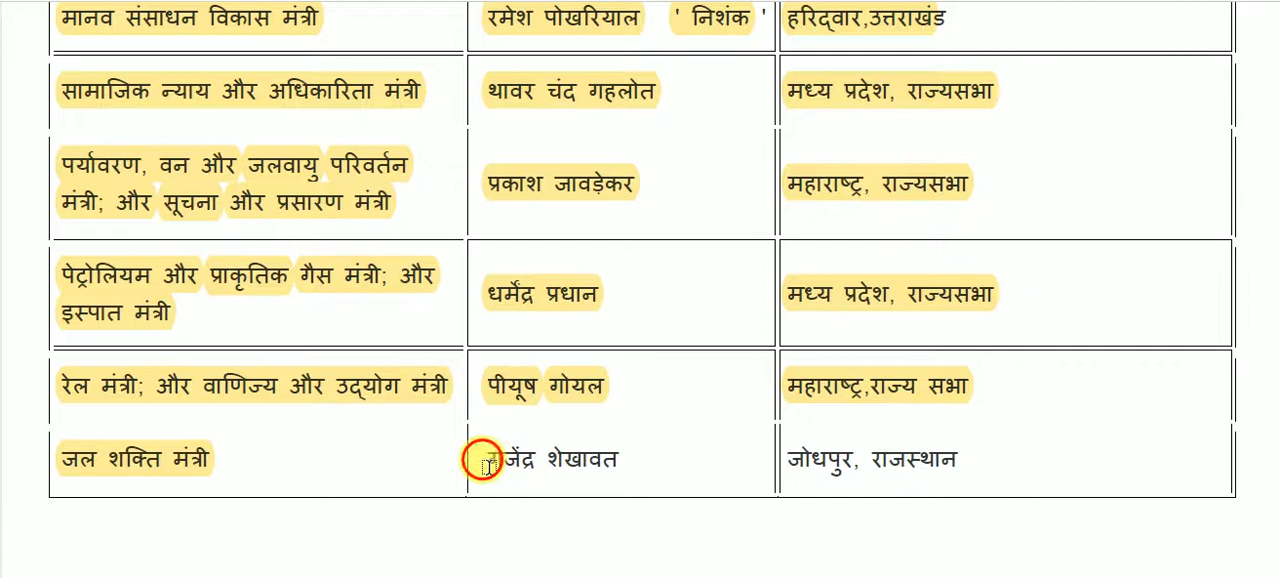 मानव संसाधन विकास मंत्री रमेश पोखरियाल ' निशंक ' हरिद्वार,उत्तराखंड
सामाजिक न्याय और अधिकारिता मंत्री थावर चंद गहलोत मध्य प्रदेश, राज्यसभा
पर्यावरण, वन और जलवायु परिवर्तन
मंत्री; और सूचना और प्रसारण मंत्री प्रकाश जावड़ेकर महाराष्ट्र, राज्यसभा
पेट्रोलियम और प्राकृतिक गैस मंत्री; और
इस्पात मंत्री धर्मेंद्र प्रधान मध्य प्रदेश, राज्यसभा
रेल मंत्री; और वाणिज्य और उद्योग मंत्री पीयूष गोयल महाराष्ट्र,राज्य सभा
जल शक्ति मंत्री शेखावत जोधपुर, राजस्थान